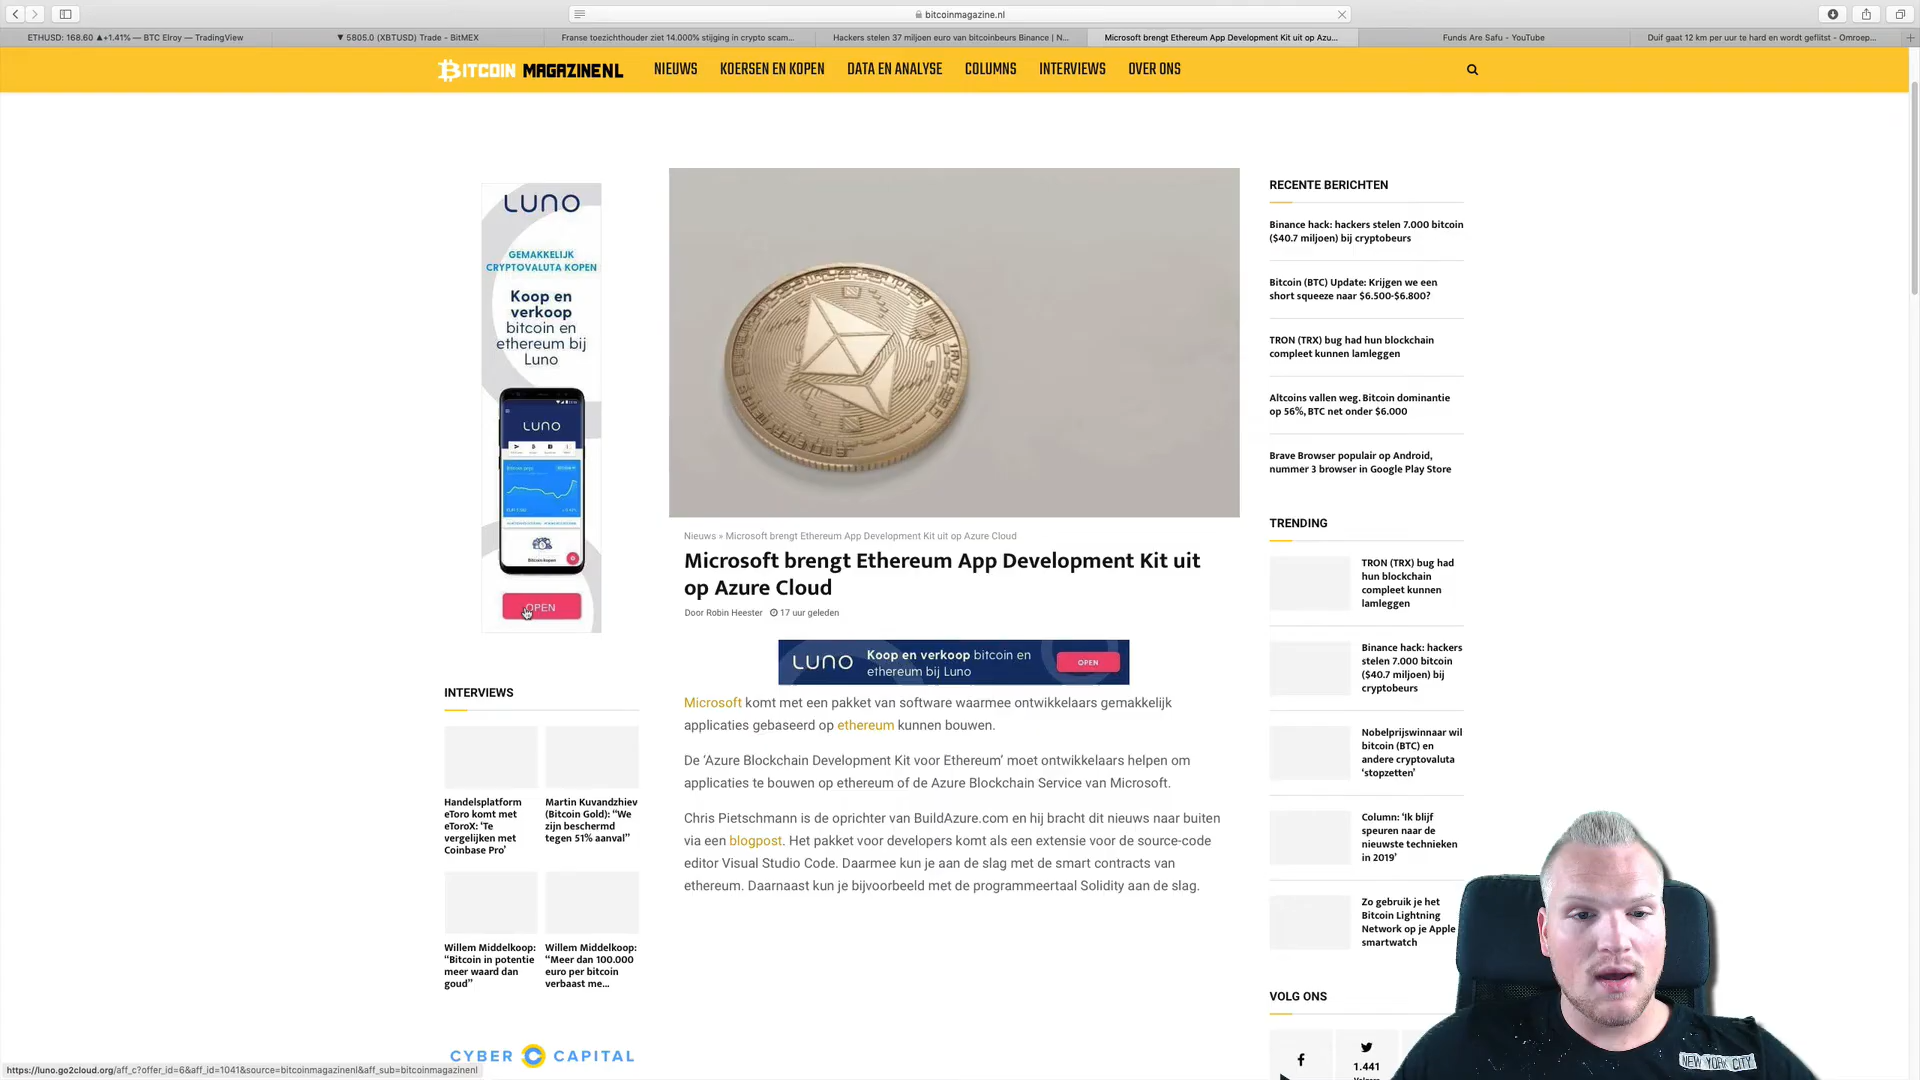 bitcoinmagazine.nl
ETHUSD: 168.60 ▲+1.41% — BTC Elroy — TradingView
▼ 5805.0 (XBTUSD) Trade - BitMEX
Franse toezichthouder ziet 14.000% stijging in crypto scam...
Hackers stelen 37 miljoen euro van bitcoinbeurs Binance | N...
Microsoft brengt Ethereum App Development Kit uit op Azu...
Funds Are Safu - YouTube
Duif gaat 12 km per uur te hard en wordt geflitst - Omroep...
BITCOIN MAGAZINENL
NIEUWS
KOERSEN EN KOPEN
DATA EN ANALYSE
COLUMNS
INTERVIEWS
OVER ONS
LUNO
GEMAKKELIJK
CRYPTOVALUTA KOPEN
Koop en
verkoop
bitcoin en
ethereum bij
Luno
LUNO
Bitcoin kopen
OPEN
INTERVIEWS
Handelsplatform
eToro komt met
eToroX: ‘Te
vergelijken met
Coinbase Pro’
Martin Kuvandzhiev
(Bitcoin Gold): “We
zijn beschermd
tegen 51% aanval”
Willem Middelkoop:
“Bitcoin in potentie
meer waard dan
goud”
Willem Middelkoop:
“Meer dan 100.000
euro per bitcoin
verbaast me...
CYBER CAPITAL
Nieuws » Microsoft brengt Ethereum App Development Kit uit op Azure Cloud
Microsoft brengt Ethereum App Development Kit uit
op Azure Cloud
Door Robin Heester 17 uur geleden
LUNO
Koop en verkoop bitcoin en
ethereum bij Luno
OPEN
Microsoft komt met een pakket van software waarmee ontwikkelaars gemakkelijk
applicaties gebaseerd op ethereum kunnen bouwen.
De ‘Azure Blockchain Development Kit voor Ethereum’ moet ontwikkelaars helpen om
applicaties te bouwen op ethereum of de Azure Blockchain Service van Microsoft.
Chris Pietschmann is de oprichter van BuildAzure.com en hij bracht dit nieuws naar buiten
via een blogpost. Het pakket voor developers komt als een extensie voor de source-code
editor Visual Studio Code. Daarmee kun je aan de slag met de smart contracts van
ethereum. Daarnaast kun je bijvoorbeeld met de programmeertaal Solidity aan de slag.
RECENTE BERICHTEN
Binance hack: hackers stelen 7.000 bitcoin
($40.7 miljoen) bij cryptobeurs
Bitcoin (BTC) Update: Krijgen we een
short squeeze naar $6.500-$6.800?
TRON (TRX) bug had hun blockchain
compleet kunnen lamleggen
Altcoins vallen weg. Bitcoin dominantie
op 56%, BTC net onder $6.000
Brave Browser populair op Android,
nummer 3 browser in Google Play Store
TRENDING
TRON (TRX) bug had
hun blockchain
compleet kunnen
lamleggen
Binance hack: hackers
stelen 7.000 bitcoin
($40.7 miljoen) bij
cryptobeurs
Nobelprijswinnaar wil
bitcoin (BTC) en
andere cryptovaluta
‘stopzetten’
Column: ‘Ik blijf
speuren naar de
nieuwste technieken
in 2019’
Zo gebruik je het
Bitcoin Lightning
Network op je Apple
smartwatch
VOLG ONS
1.441
NEW YORK CITY
https://luno.go2cloud.org/aff_c?offer_id=6&aff_id=1041&source=bitcoinmagazinenl&aff_sub=bitcoinmagazinenl